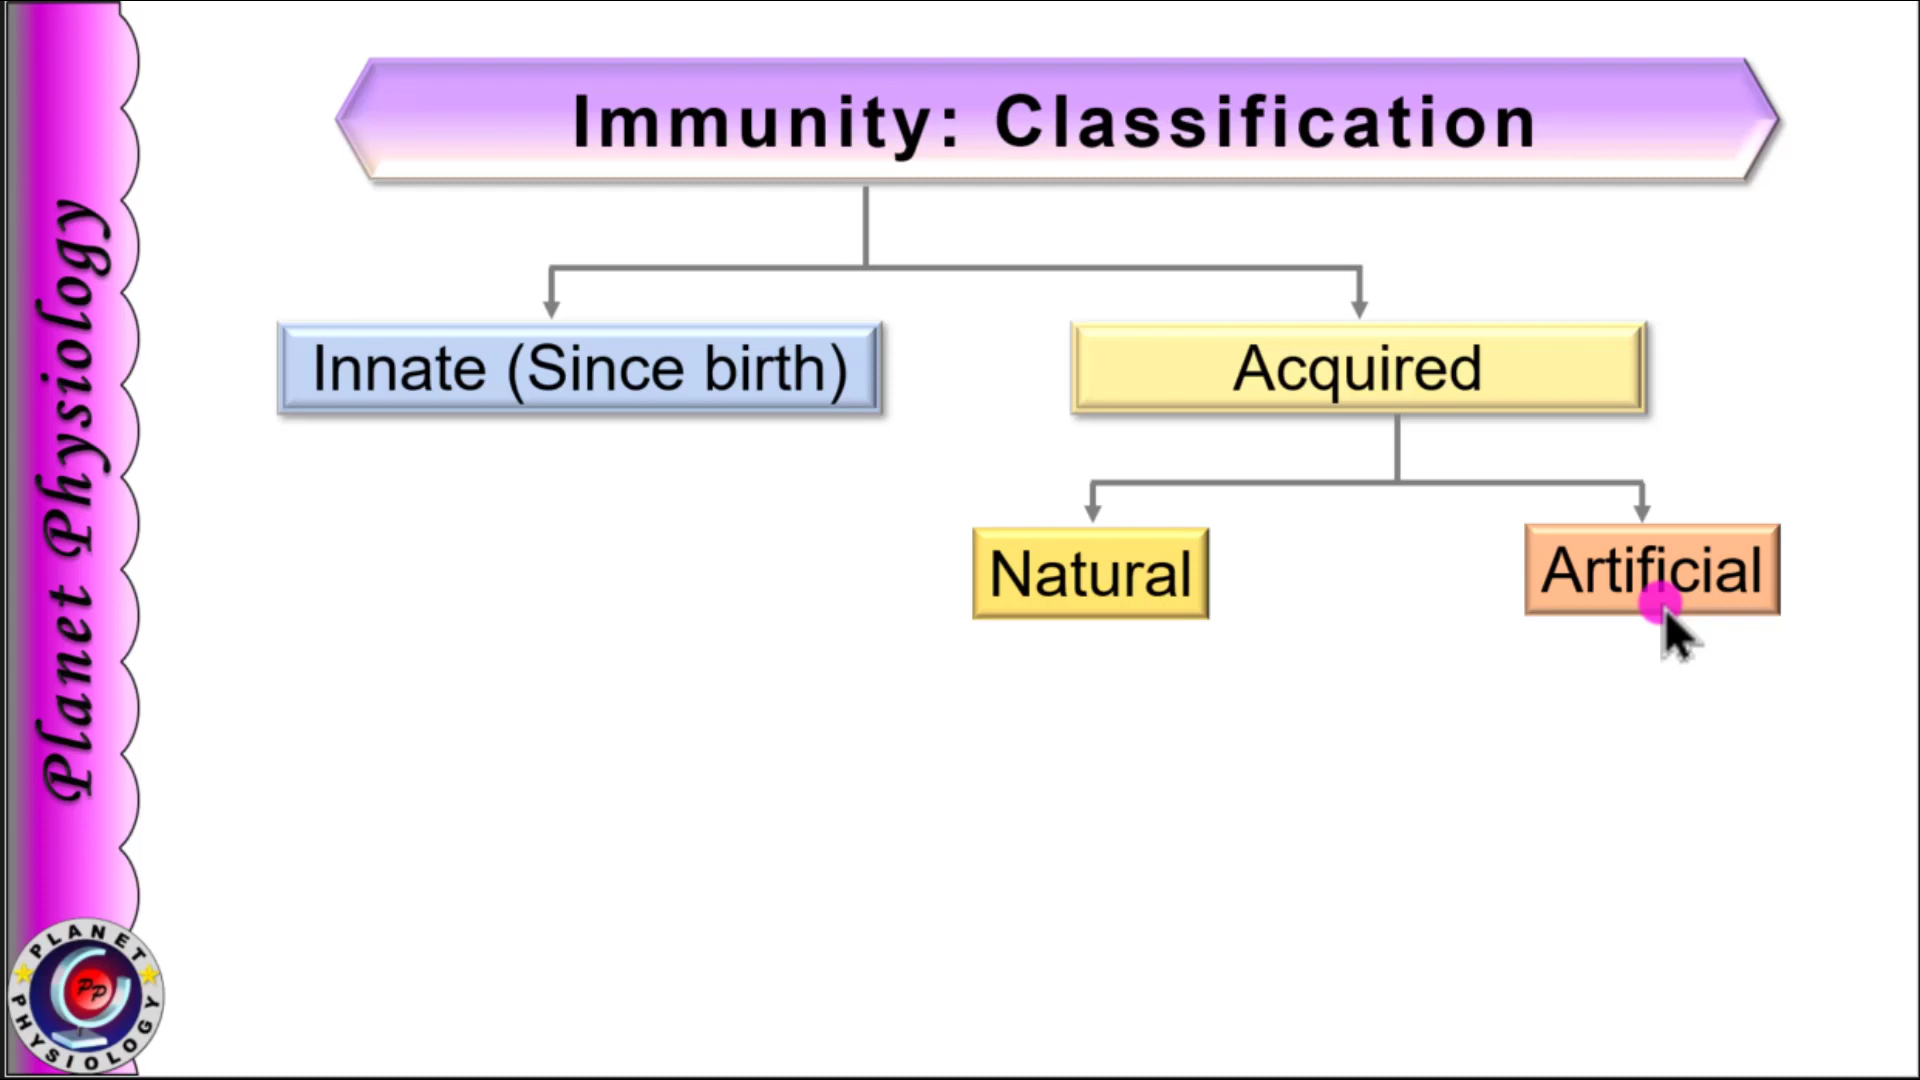 Immunity: Classification
Innate (Since birth)
Acquired
Natural
Artificial
Planet Physiology
PLANET
PP
PHYSIOLOGY